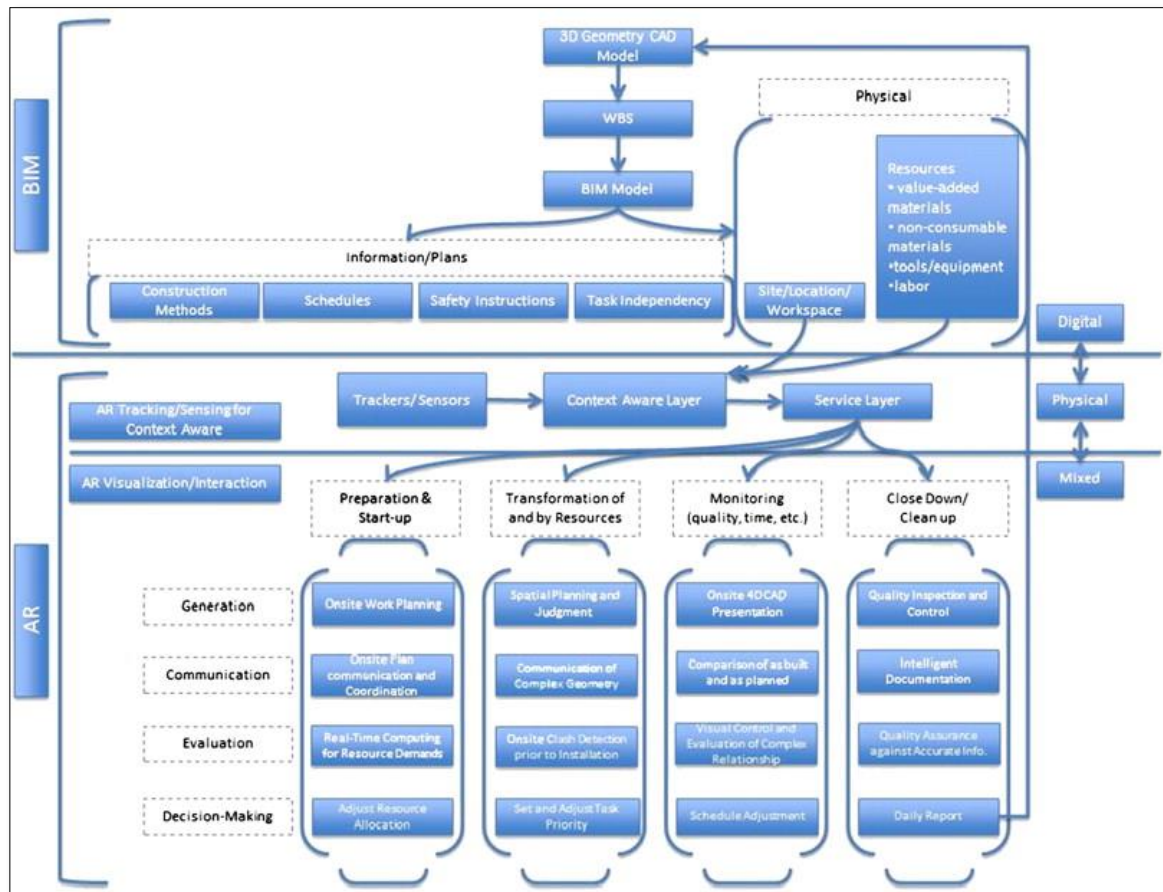 3D Geometry CAD
Model
Physical
WBS
BIM
Resources
• value-added
materials
• non-consumable
materials
•tools/equipment
•labor
BIM Model
Information/Plans
Construction
Methods
Schedules
Safety Instructions
Task Independency
Site/Location/
Workspace
Digital
Trackers/ Sensors
Context Aware Layer
Service Layer
Physical
AR Tracking/Sensing for
Context Aware
AR Visualization/Interaction
Mixed
Preparation &
Start-up
Transformation of
and by Resources
Monitoring
(quality, time, etc.)
Close Down/
Clean up
AR
Generation
Onsite Work Planning
Spatial Planning and
Judgment
Onsite 4DCAD
Presentation
Quality Inspection and
Control
Communication
Onsite Plan
communication and
Coordination
Communication of
Complex Geometry
Comparison of as built
and as planned
Intelligent
Documentation
Evaluation
Real-Time Computing
for Resource Demands
Onsite Clash Detection
prior to Installation
Visual Control and
Evaluation of Complex
Relationship
Quality Assurance
against Accurate Info.
Decision-Making
Adjust Resource
Allocation
Set and Adjust Task
Priority
Schedule Adjustment
Daily Report